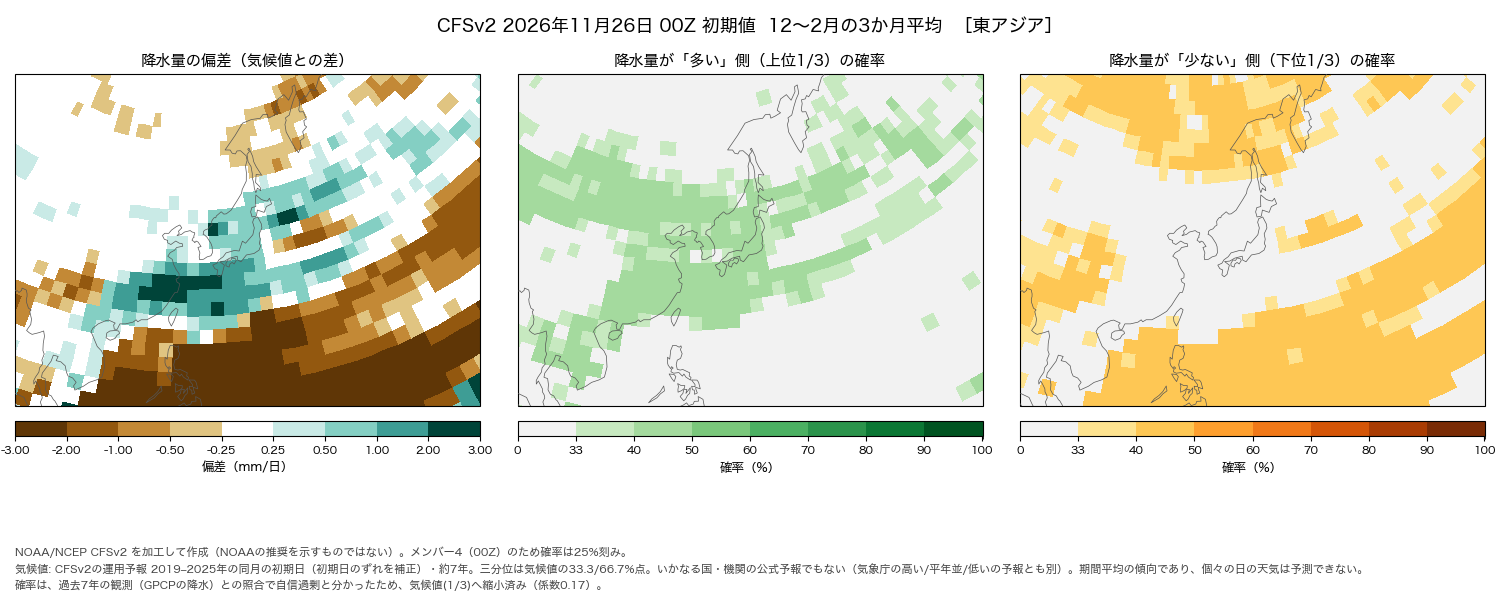 CFSv2 2026年11月26日 00Z 初期値 12〜2月の3か月平均 ［東アジア］
降水量の偏差（気候値との差）
降水量が「多い」側（上位1/3）の確率
降水量が「少ない」側（下位1/3）の確率
-3.00 -2.00 -1.00 -0.50 -0.25 0.25 0.50 1.00 2.00 3.00
偏差（mm/日）
0 33 40 50 60 70 80 90 100
確率（%）
0 33 40 50 60 70 80 90 100
確率（%）
NOAA/NCEP CFSv2 を加工して作成（NOAAの推奨を示すものではない）。メンバー4（00Z）のため確率は25%刻み。
気候値: CFSv2の運用予報 2019–2025年の同月の初期日（初期日のずれを補正）・約7年。三分位は気候値の33.3/66.7%点。いかなる国・機関の公式予報でもない（気象庁の高い/平年並/低いの予報とも別）。期間平均の傾向であり、個々の日の天気は予測できない。
確率は、過去7年の観測（GPCPの降水）との照合で自信過剰と分かったため、気候値(1/3)へ縮小済み（係数0.17）。